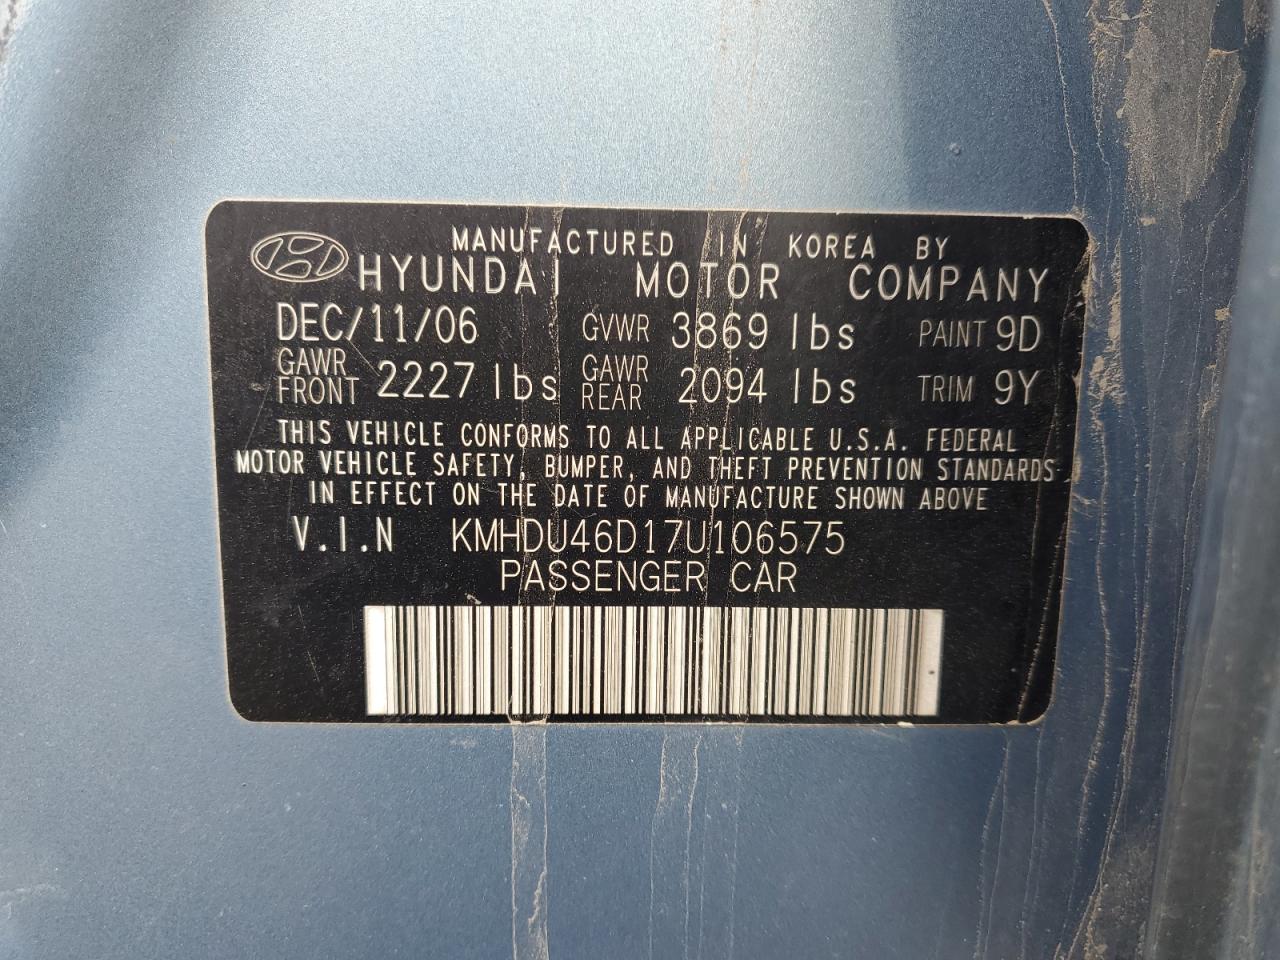 MANUFACTURED IN KOREA BY
HYUNDAI MOTOR COMPANY
DEC/11/06 GVWR 3869 lbs PAINT 9D
GAWR FRONT 2227 lbs GAWR REAR 2094 lbs TRIM 9Y
THIS VEHICLE CONFORMS TO ALL APPLICABLE U.S.A. FEDERAL
MOTOR VEHICLE SAFETY, BUMPER, AND THEFT PREVENTION STANDARDS
IN EFFECT ON THE DATE OF MANUFACTURE SHOWN ABOVE
V.I.N KMHDU46D17U106575
PASSENGER CAR